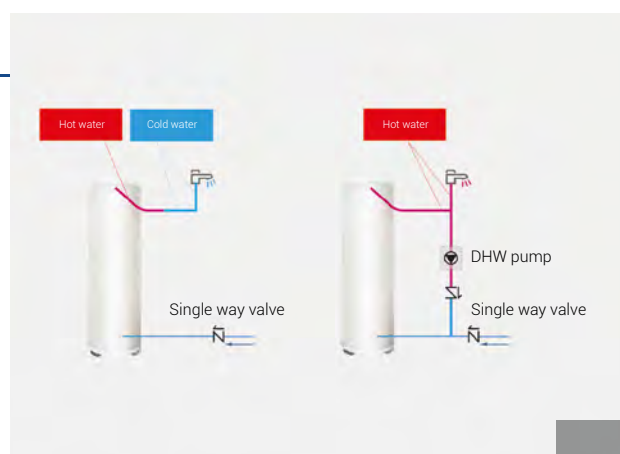 Hot water
Cold water
Hot water
DHW pump
Single way valve
Single way valve